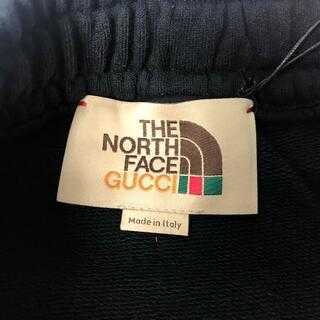 THE
NORTH
FACE
GUCCI
Made in Italy